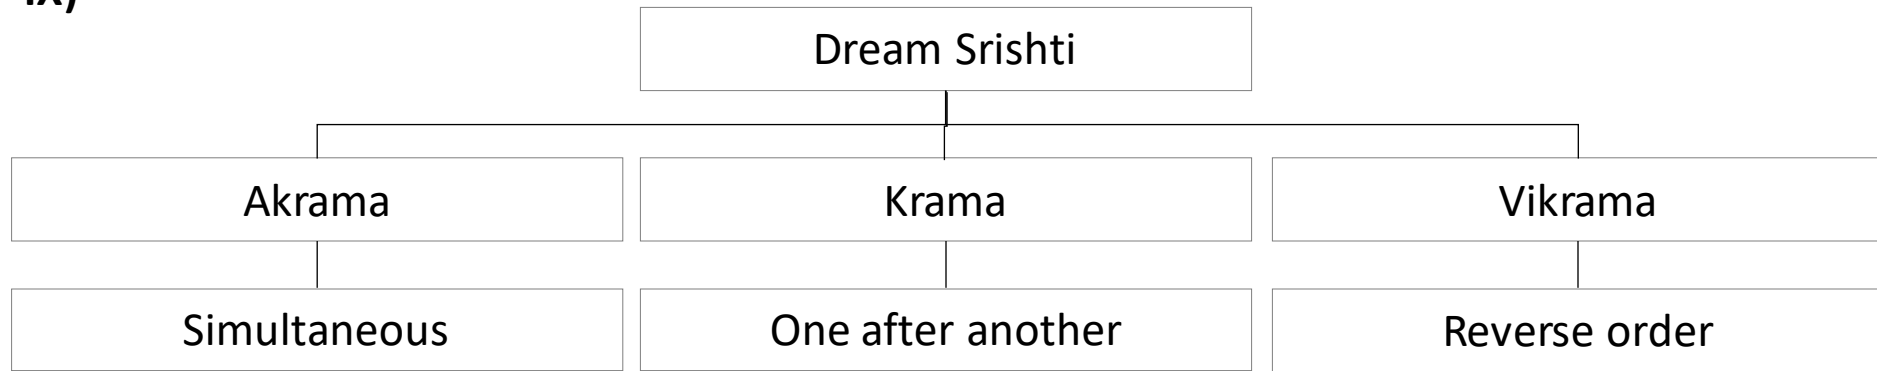 Dream Srishti
Akrama
Krama
Vikrama
Simultaneous
One after another
Reverse order